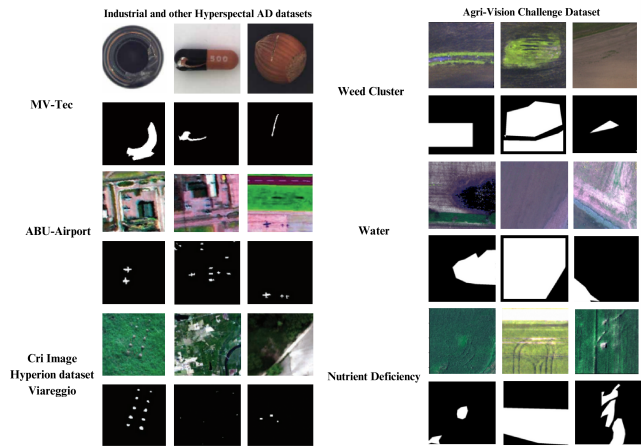 Industrial and other Hyperspectal AD datasets
MV-Tec
500
ABU-Airport
Cri Image
Hyperion dataset
Viareggio
Agri-Vision Challenge Dataset
Weed Cluster
Water
Nutrient Deficiency